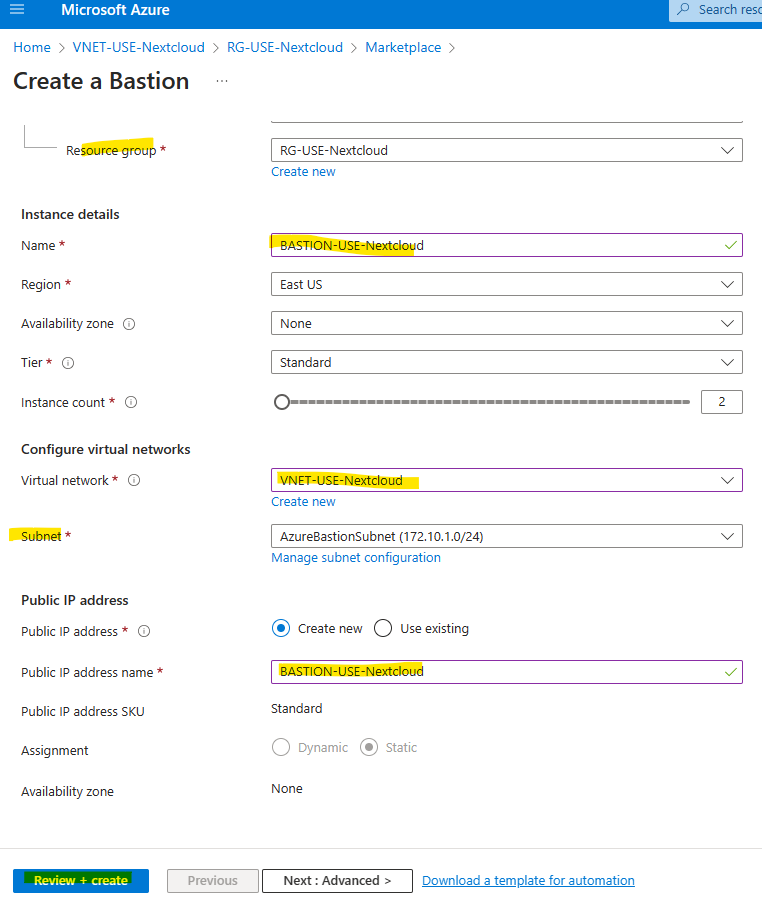 Microsoft Azure
Search reso
Home > VNET-USE-Nextcloud > RG-USE-Nextcloud > Marketplace >
Create a Bastion ...
Resource group * RG-USE-Nextcloud
Create new
Instance details
Name * BASTION-USE-Nextcloud
Region * East US
Availability zone None
Tier * Standard
Instance count * 2
Configure virtual networks
Virtual network * VNET-USE-Nextcloud
Create new
Subnet * AzureBastionSubnet (172.10.1.0/24)
Manage subnet configuration
Public IP address
Public IP address * Create new Use existing
Public IP address name * BASTION-USE-Nextcloud
Public IP address SKU Standard
Assignment Dynamic Static
Availability zone None
Review + create Previous Next : Advanced > Download a template for automation